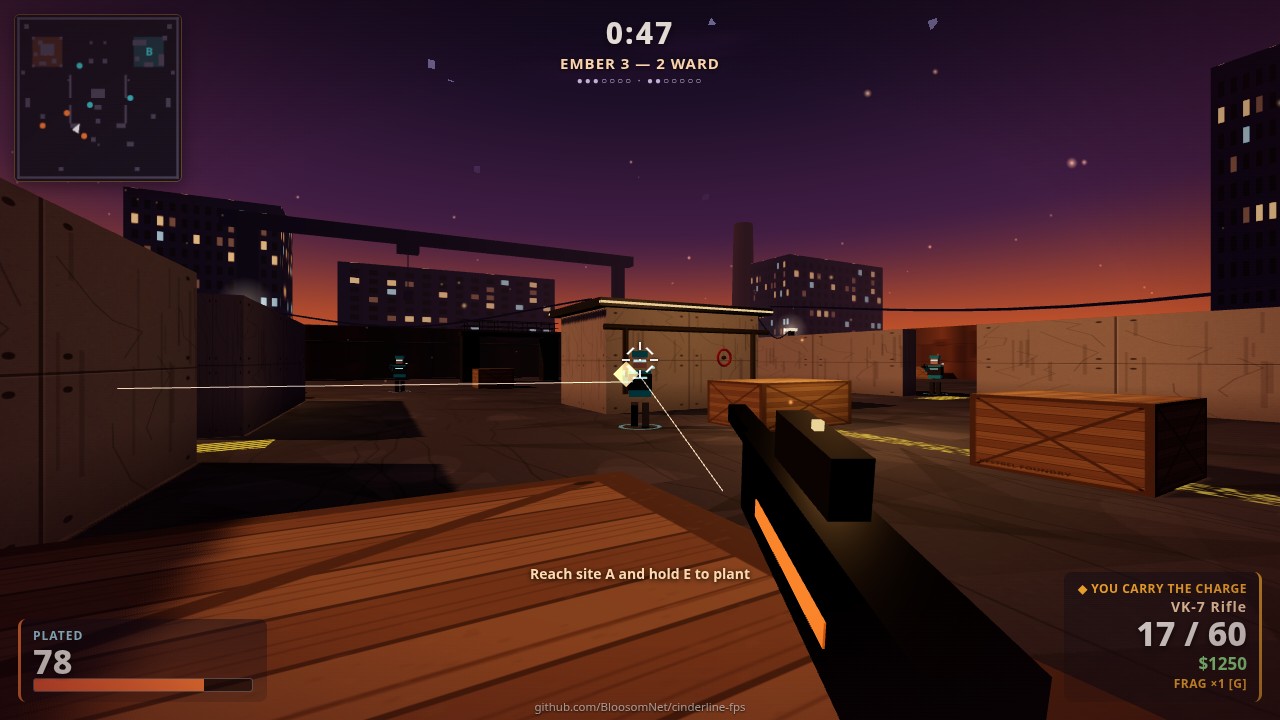 0:47
EMBER 3 — 2 WARD
B
Reach site A and hold E to plant
◆ YOU CARRY THE CHARGE
VK-7 Rifle
17 / 60
$1250
FRAG ×1 [G]
PLATED
78
github.com/BloosomNet/cinderline-fps